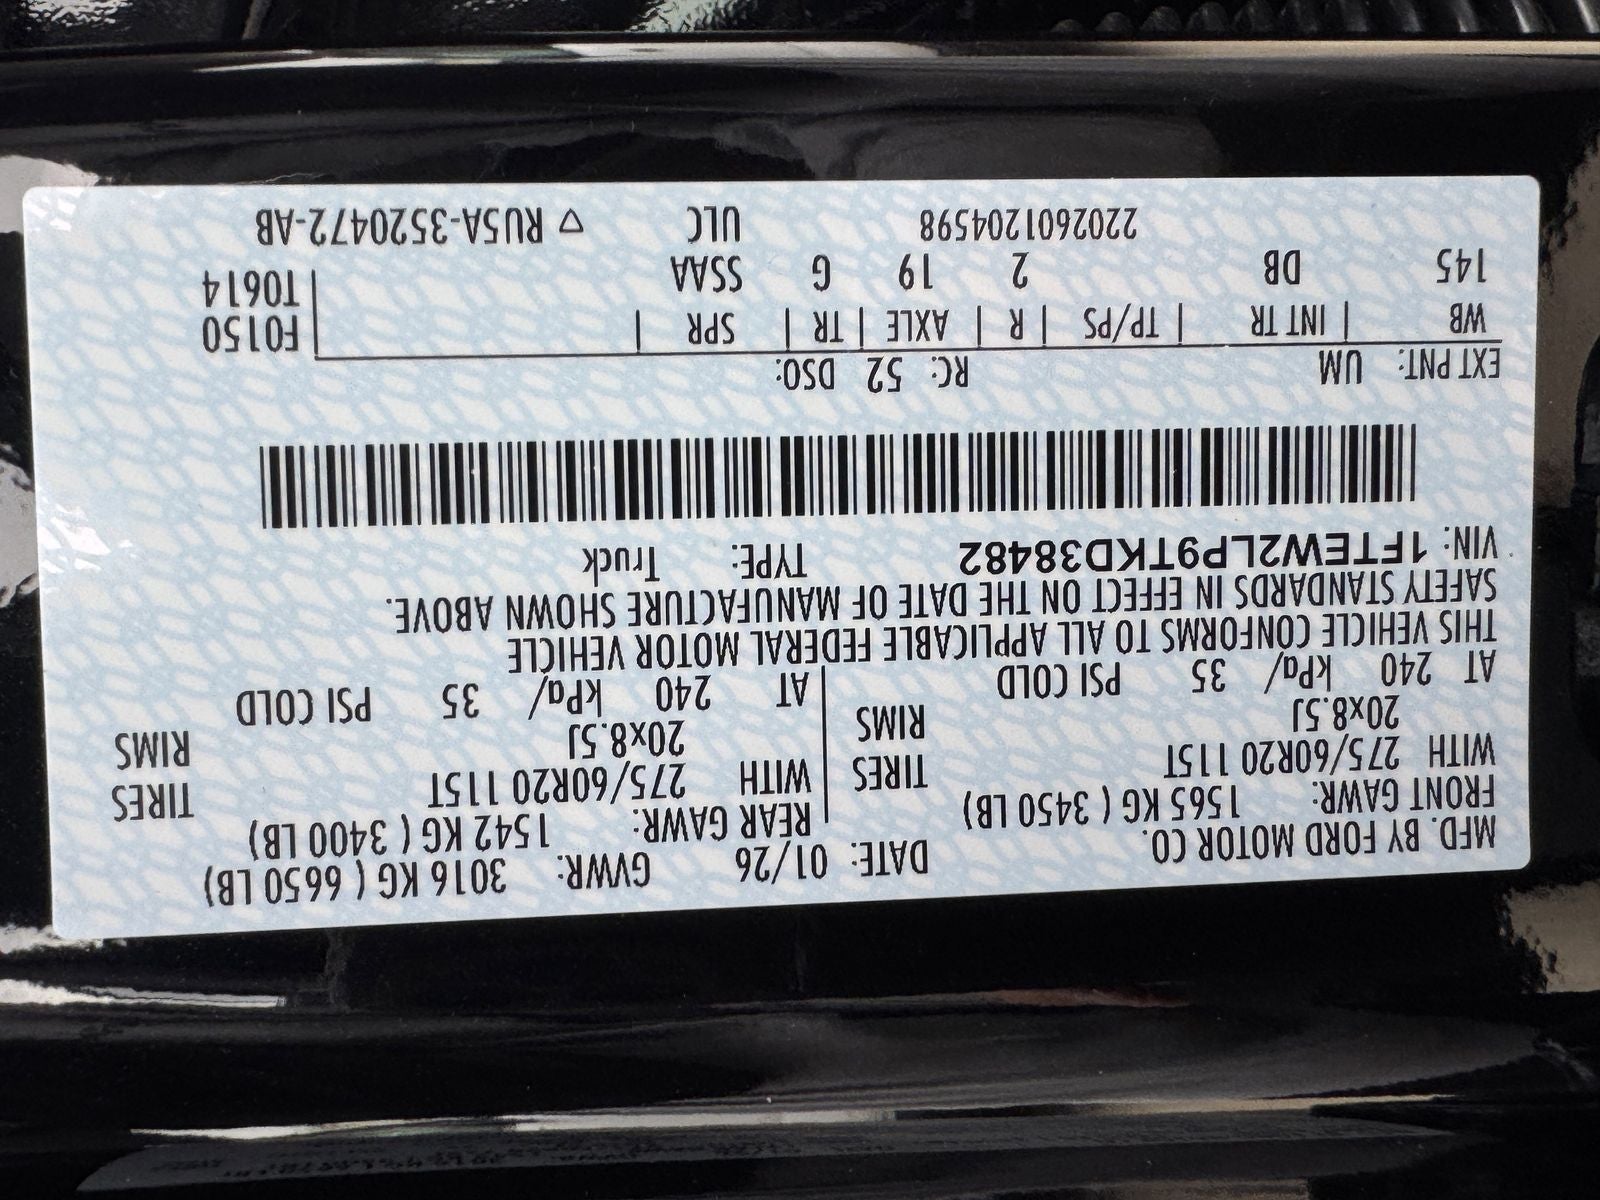 MFD. BY FORD MOTOR CO.
DATE: 01/26 GVWR: 3016 KG ( 6650 LB)
FRONT GAWR: 1565 KG ( 3450 LB) REAR GAWR: 1542 KG ( 3400 LB)
WITH 275/60R20 115T TIRES WITH 275/60R20 115T TIRES
20x8.5J RIMS 20x8.5J RIMS
AT 240 kPa/ 35 PSI COLD AT 240 kPa/ 35 PSI COLD
THIS VEHICLE CONFORMS TO ALL APPLICABLE FEDERAL MOTOR VEHICLE
SAFETY STANDARDS IN EFFECT ON THE DATE OF MANUFACTURE SHOWN ABOVE.
VIN: 1FTEW2LP9TKD38482 TYPE: Truck
EXT PNT: UM RC: 52 DSO:
WB | INT TR | TP/PS | R | AXLE | TR | SPR | F0150
145 DB 2 19 G SSAA T0614
2202601204598 ULC ▽ RU5A-3520472-AB